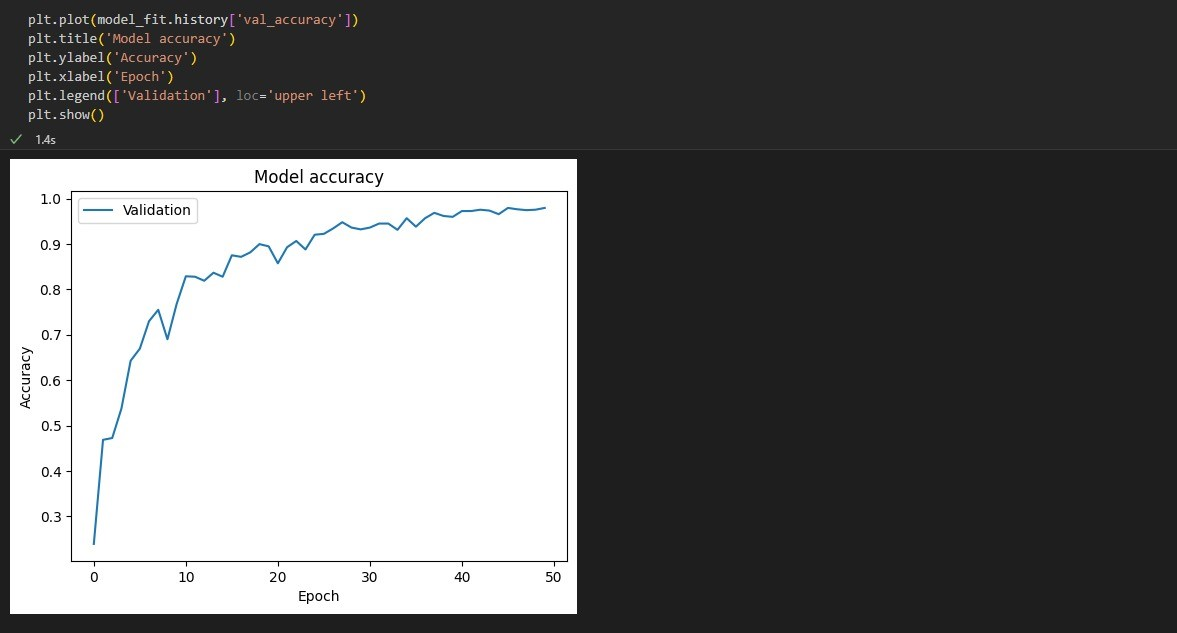 plt.plot(model_fit.history['val_accuracy'])
plt.title('Model accuracy')
plt.ylabel('Accuracy')
plt.xlabel('Epoch')
plt.legend(['Validation'], loc='upper left')
plt.show()
1.4s
Model accuracy
Validation
1.0
0.9
0.8
0.7
0.6
0.5
0.4
0.3
Accuracy
0 10 20 30 40 50
Epoch